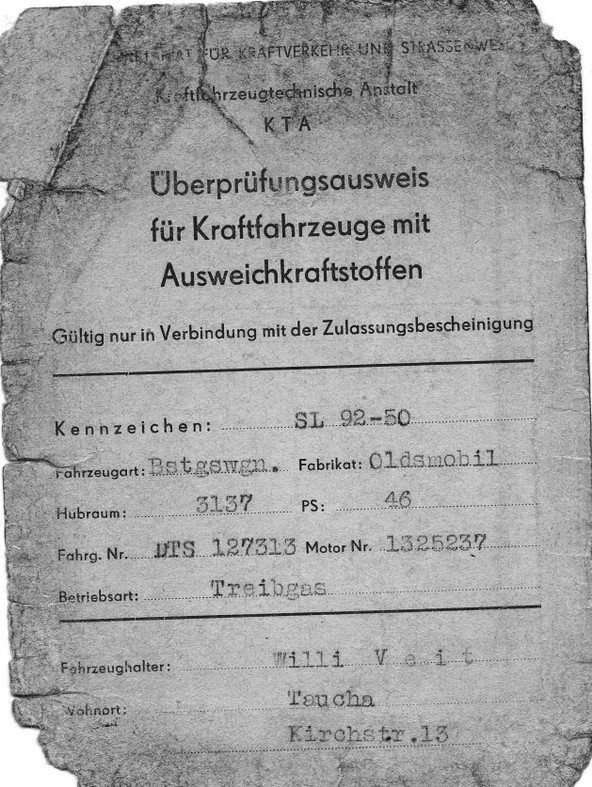 FÜR KRAFTVERKEHR UND STRASSENWESEN
Kraftfahrzeugtechnische Anstalt
KTA
Überprüfungsausweis
für Kraftfahrzeuge mit
Ausweichkraftstoffen
Gültig nur in Verbindung mit der Zulassungsbescheinigung
Kennzeichen: SL 92-50
Fahrzeugart: Bstgswgn. Fabrikat: Oldsmobil
Hubraum: 3137 PS: 46
Fahrg. Nr. DTS 127313 Motor Nr. 1325237
Betriebsart: Treibgas
Fahrzeughalter: Willi Veit
Wohnort: Taucha
Kirchstr.13